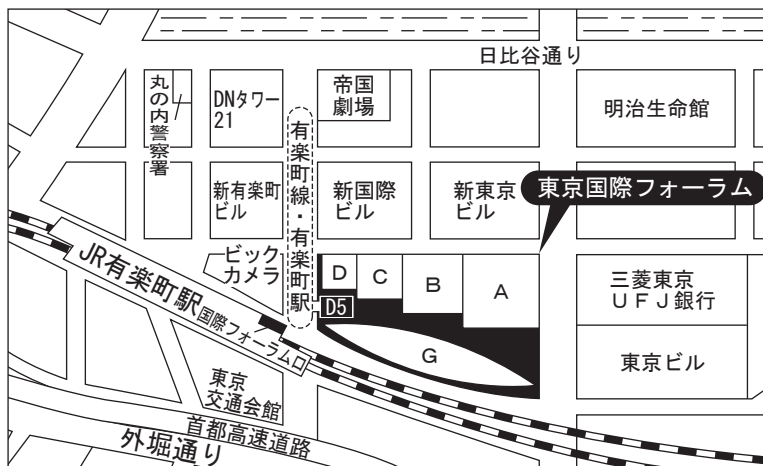 日比谷通り
丸の内警察署
DNタワー
21
帝国
劇場
明治生命館
有楽町線・有楽町駅
新有楽町
ビル
新国際
ビル
新東京
ビル
東京国際フォーラム
ビック
カメラ
JR有楽町駅
国際フォーラム口
D
C
B
A
D5
G
三菱東京
UFJ銀行
東京ビル
東京
交通会館
首都高速道路
外堀通り